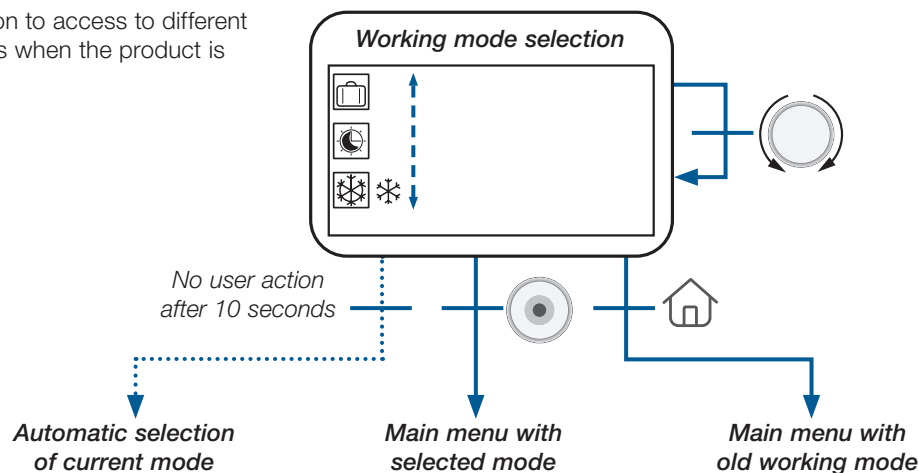 on to access to different
s when the product is
Working mode selection
No user action
after 10 seconds
Automatic selection
of current mode
Main menu with
selected mode
Main menu with
old working mode